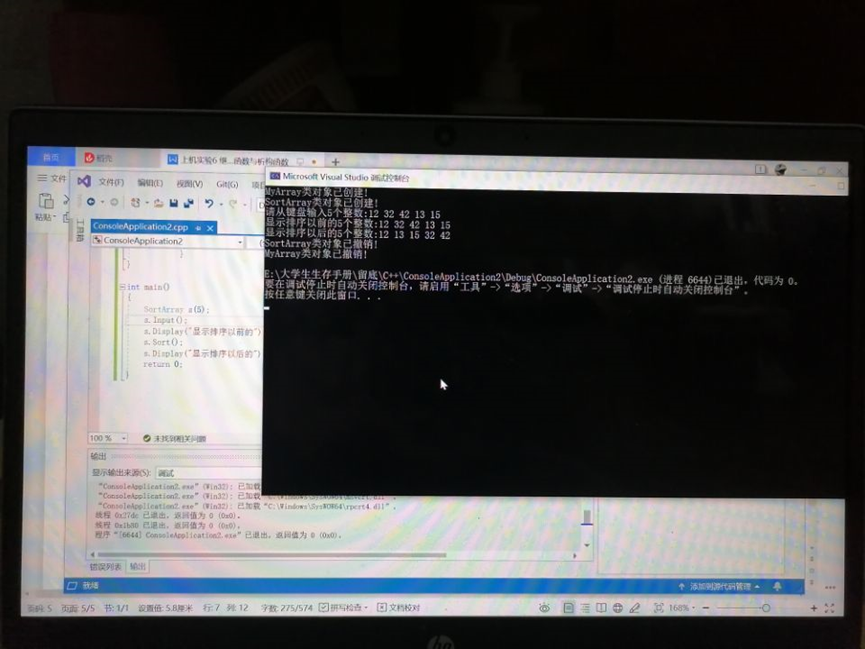 首页 稻壳 上机实验6 继...函数与析构函数 +
文件
粘贴
文件(F) 编辑(E) 视图(V) Git(G)
ConsoleApplication2.cpp
ConsoleApplication2
int main()
{
SortArray s(5);
s.Input();
s.Display("显示排序以前的")
s.Sort();
s.Display("显示排序以后的")
return 0;
}
100 % 未找到相关问题
输出
显示输出来源(S): 调试
"ConsoleApplication2.exe" (Win32): 已加载
"ConsoleApplication2.exe" (Win32): 已加载
"ConsoleApplication2.exe" (Win32): 已加载 "C:\Windows\SysWOW64\rpcrt4.dll"。
线程 0x27dc 已退出，返回值为 0 (0x0)。
线程 0x1b80 已退出，返回值为 0 (0x0)。
程序 "[6644] ConsoleApplication2.exe" 已退出，返回值为 0 (0x0)。
错误列表 输出
就绪 添加到源代码管理
页码: 5 页面: 5/5 节: 1/1 设置值: 5.8厘米 行: 7 列: 12 字数: 275/574 拼写检查 文档校对 168%
Microsoft Visual Studio 调试控制台
MyArray类对象已创建!
SortArray类对象已创建!
请从键盘输入5个整数:12 32 42 13 15
显示排序以前的5个整数:12 32 42 13 15
显示排序以后的5个整数:12 13 15 32 42
SortArray类对象已撤销!
MyArray类对象已撤销!
E:\大学生生存手册\留底\C++\ConsoleApplication2\Debug\ConsoleApplication2.exe (进程 6644)已退出，代码为 0。
要在调试停止时自动关闭控制台，请启用“工具”->“选项”->“调试”->“调试停止时自动关闭控制台”。
按任意键关闭此窗口. . .
hp